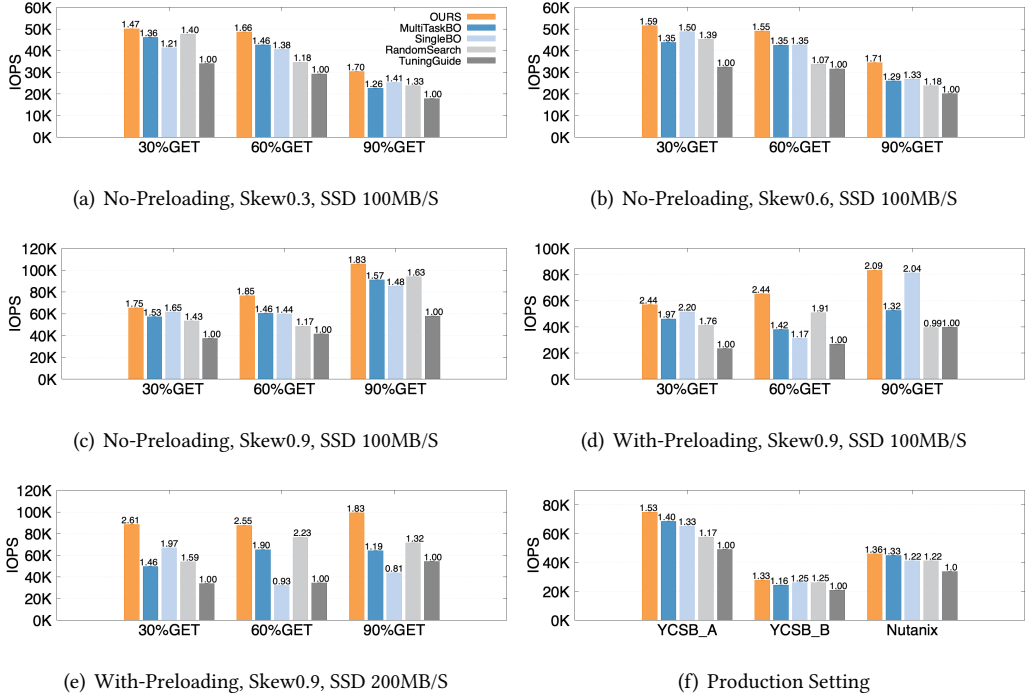 60K
50K
40K
30K
20K
10K
0K
IOPS
1.47
1.36
1.21
1.40
1.00
1.66
1.46
1.38
1.18
1.00
1.70
1.26
1.41
1.33
1.00
OURS
MultiTaskBO
SingleBO
RandomSearch
TuningGuide
30%GET 60%GET 90%GET
(a) No-Preloading, Skew0.3, SSD 100MB/S
60K
50K
40K
30K
20K
10K
0K
IOPS
1.59
1.35
1.50
1.39
1.00
1.55
1.35
1.35
1.07
1.00
1.71
1.29
1.33
1.18
1.00
30%GET 60%GET 90%GET
(b) No-Preloading, Skew0.6, SSD 100MB/S
120K
100K
80K
60K
40K
20K
0K
IOPS
1.75
1.53
1.65
1.43
1.00
1.85
1.46
1.44
1.17
1.00
1.83
1.57
1.48
1.63
1.00
30%GET 60%GET 90%GET
(c) No-Preloading, Skew0.9, SSD 100MB/S
100K
80K
60K
40K
20K
0K
IOPS
2.44
1.97
2.20
1.76
1.00
2.44
1.42
1.17
1.91
1.00
2.09
1.32
2.04
0.99
1.00
30%GET 60%GET 90%GET
(d) With-Preloading, Skew0.9, SSD 100MB/S
120K
100K
80K
60K
40K
20K
0K
IOPS
2.61
1.46
1.97
1.59
1.00
2.55
1.90
0.93
2.23
1.00
1.83
1.19
0.81
1.32
1.00
30%GET 60%GET 90%GET
(e) With-Preloading, Skew0.9, SSD 200MB/S
80K
60K
40K
20K
0K
IOPS
1.53
1.40
1.33
1.17
1.00
1.33
1.16
1.25
1.25
1.00
1.36
1.33
1.22
1.22
1.0
YCSB_A YCSB_B Nutanix
(f) Production Setting